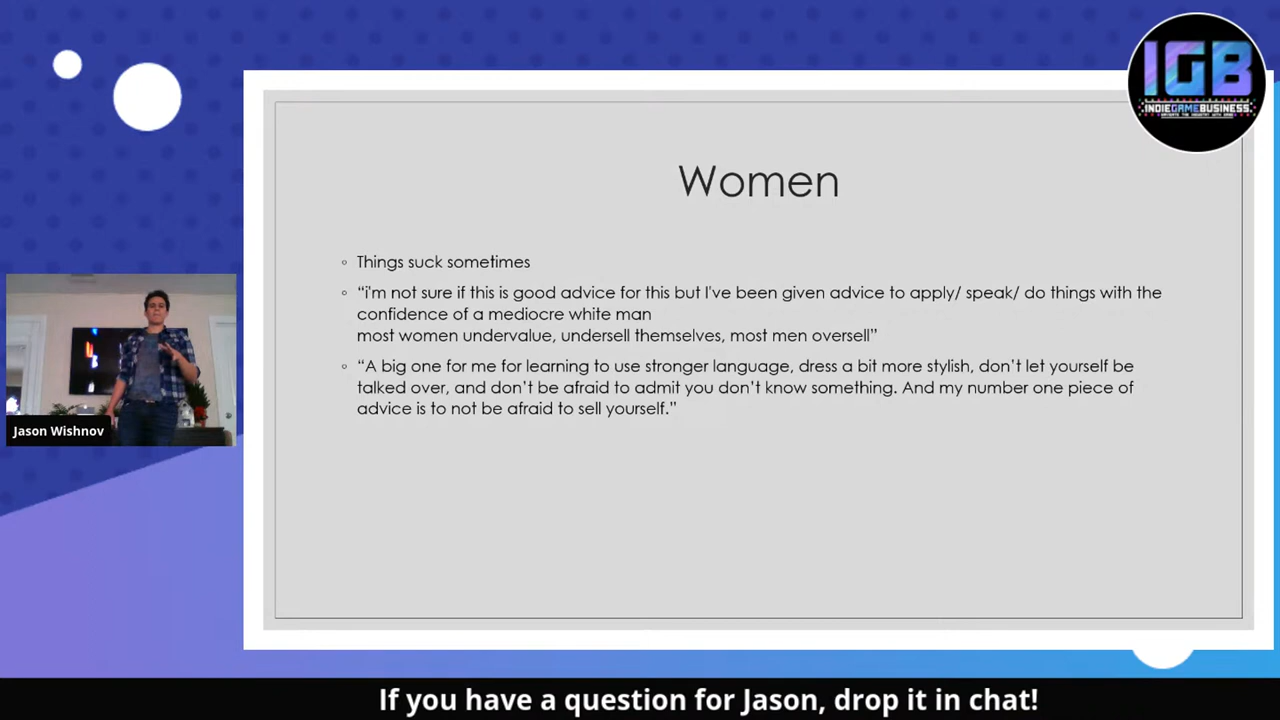 IGB
INDIEGAMEBUSINESS
Women
Things suck sometimes
“i'm not sure if this is good advice for this but I've been given advice to apply/ speak/ do things with the
confidence of a mediocre white man
most women undervalue, undersell themselves, most men oversell”
“A big one for me for learning to use stronger language, dress a bit more stylish, don’t let yourself be
talked over, and don’t be afraid to admit you don’t know something. And my number one piece of
advice is to not be afraid to sell yourself.”
Jason Wishnov
If you have a question for Jason, drop it in chat!